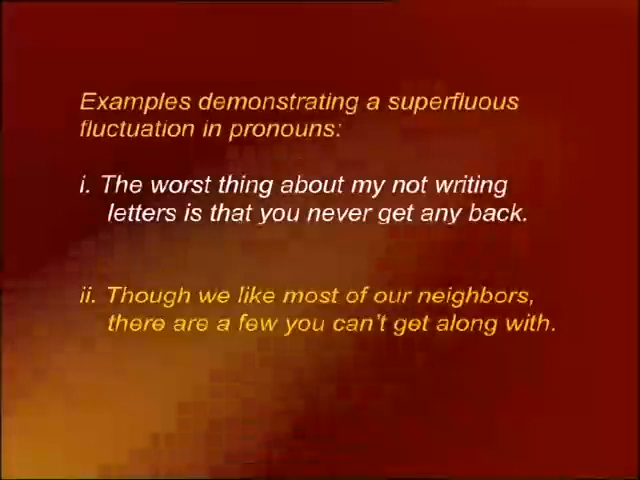 Examples demonstrating a superfluous
fluctuation in pronouns:
i. The worst thing about my not writing
letters is that you never get any back.
ii. Though we like most of our neighbors,
there are a few you can't get along with.